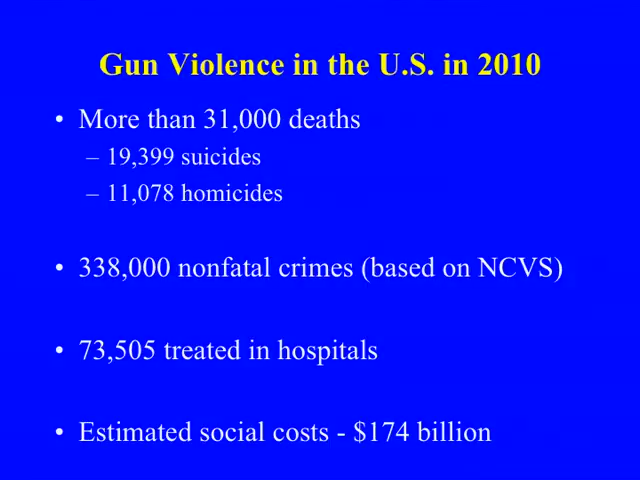 Gun Violence in the U.S. in 2010
• More than 31,000 deaths
– 19,399 suicides
– 11,078 homicides
• 338,000 nonfatal crimes (based on NCVS)
• 73,505 treated in hospitals
• Estimated social costs - $174 billion